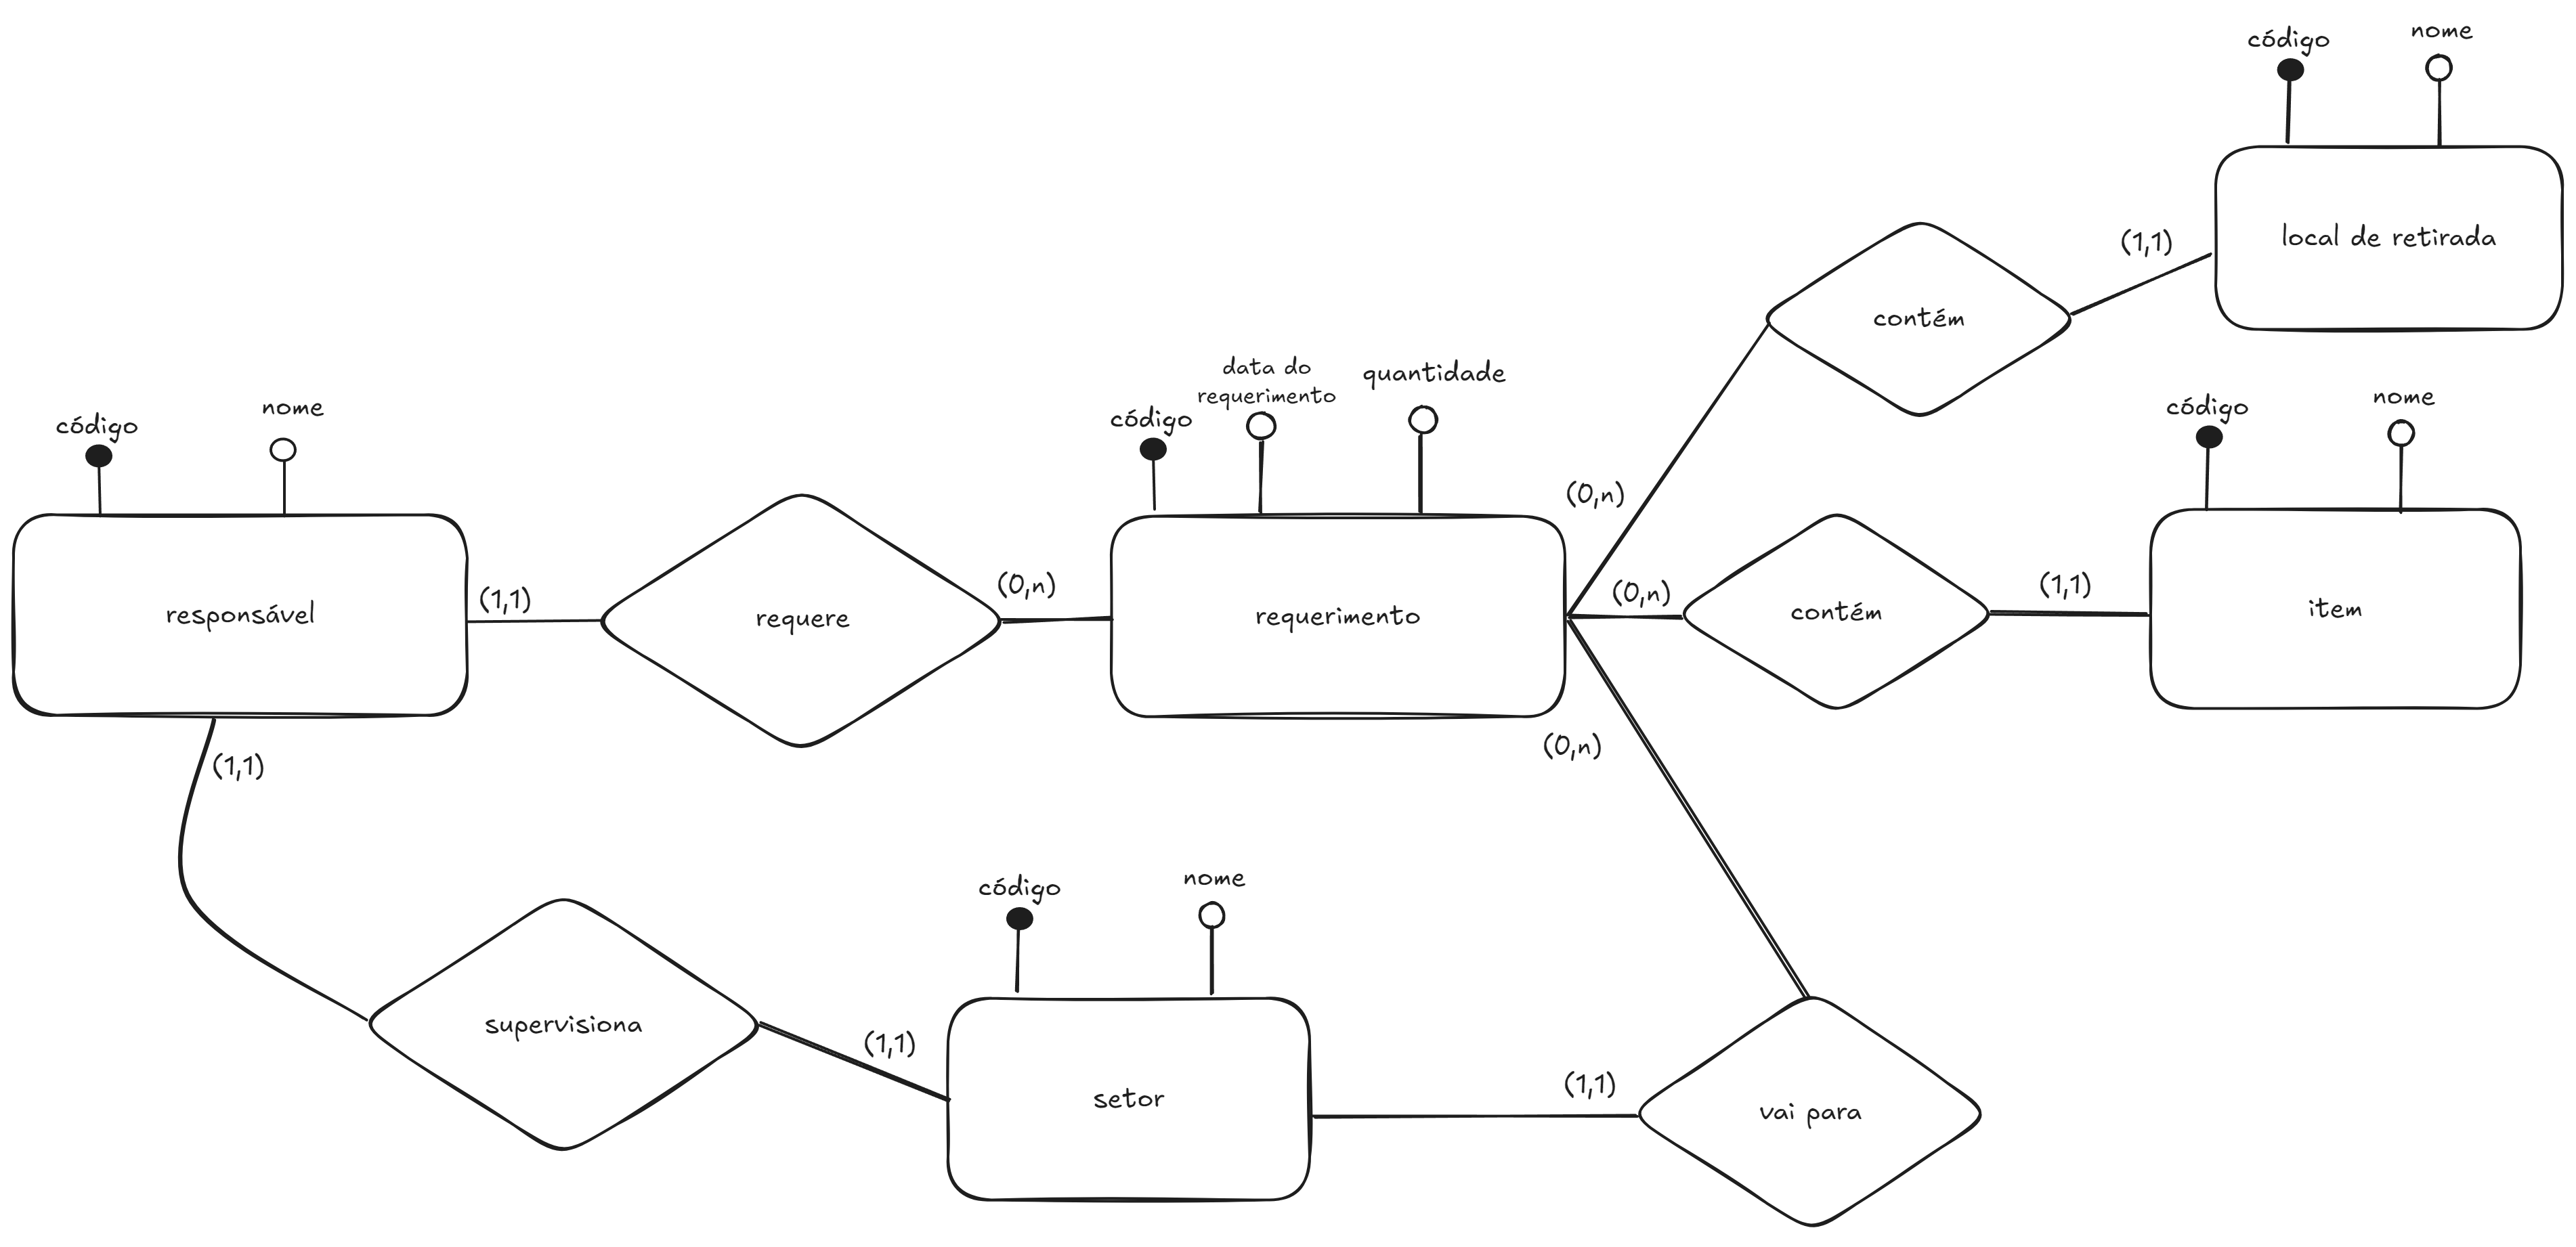 código
nome
local de retirada
contém
(1,1)
(0,n)
código
nome
responsável
(1,1)
requere
(0,n)
código
data do
requerimento
quantidade
requerimento
(0,n)
contém
(1,1)
código
nome
item
(1,1)
supervisiona
(1,1)
código
nome
setor
(1,1)
vai para
(0,n)